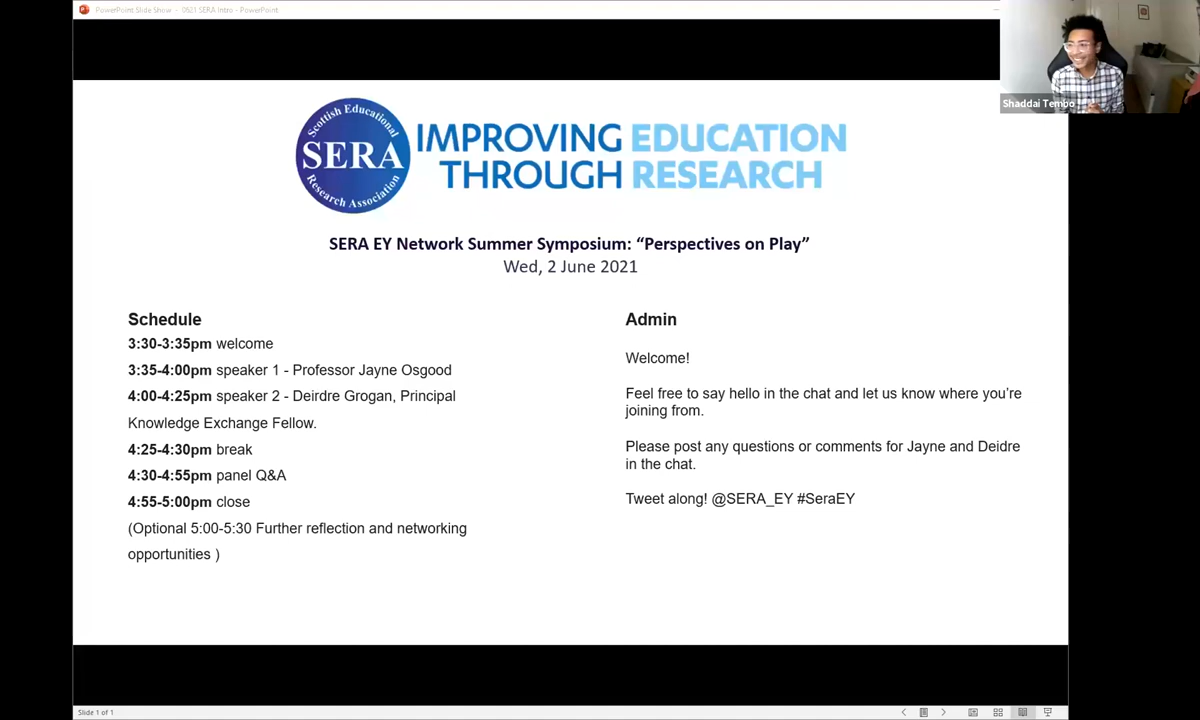 PowerPoint Slide Show - 0621 SERA Intro - PowerPoint
Shaddai Tembo
Scottish Educational
SERA
Research Association
IMPROVING EDUCATION
THROUGH RESEARCH
SERA EY Network Summer Symposium: “Perspectives on Play”
Wed, 2 June 2021
Schedule
3:30-3:35pm welcome
3:35-4:00pm speaker 1 - Professor Jayne Osgood
4:00-4:25pm speaker 2 - Deirdre Grogan, Principal
Knowledge Exchange Fellow.
4:25-4:30pm break
4:30-4:55pm panel Q&A
4:55-5:00pm close
(Optional 5:00-5:30 Further reflection and networking
opportunities )
Admin
Welcome!
Feel free to say hello in the chat and let us know where you’re
joining from.
Please post any questions or comments for Jayne and Deidre
in the chat.
Tweet along! @SERA_EY #SeraEY
Slide 1 of 1